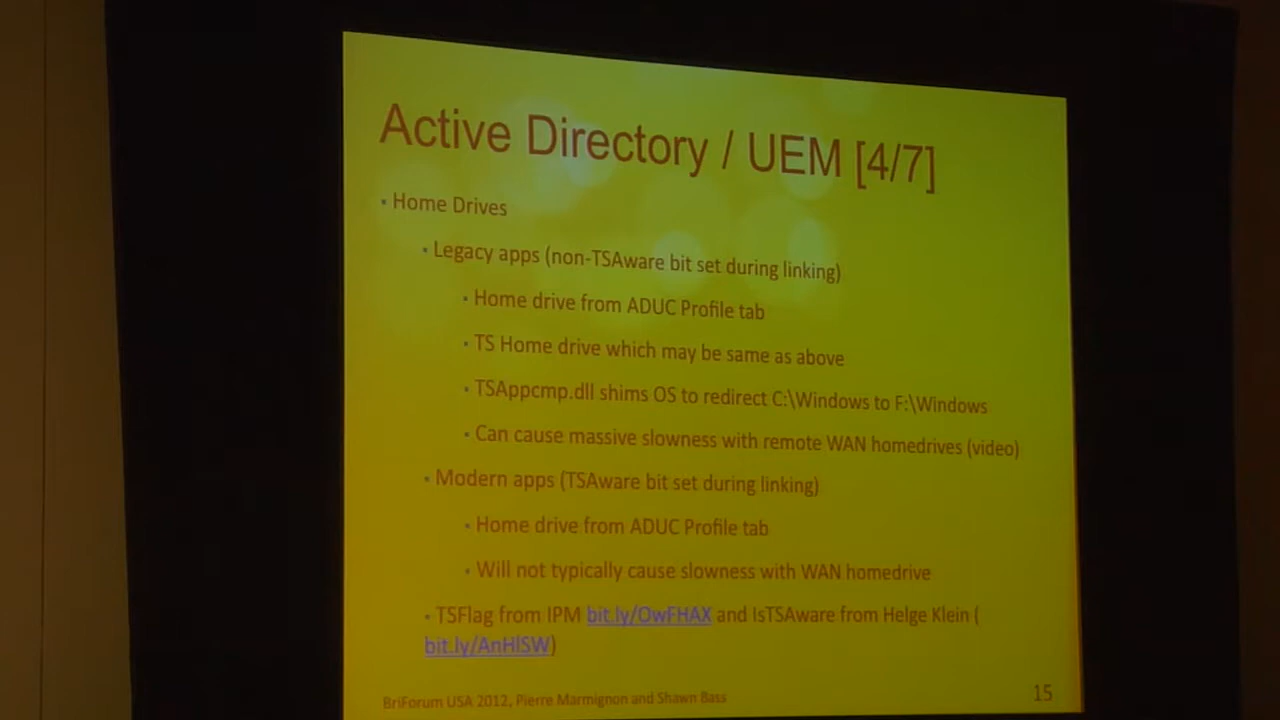 Active Directory / UEM [4/7]
• Home Drives
• Legacy apps (non-TSAware bit set during linking)
• Home drive from ADUC Profile tab
• TS Home drive which may be same as above
• TSAppcmp.dll shims OS to redirect C:\Windows to F:\Windows
• Can cause massive slowness with remote WAN homedrives (video)
• Modern apps (TSAware bit set during linking)
• Home drive from ADUC Profile tab
• Will not typically cause slowness with WAN homedrive
• TSFlag from IPM bit.ly/OwFHAX and IsTSAware from Helge Klein (
bit.ly/AnHlSW)
BriForum USA 2012, Pierre Marmignon and Shawn Bass
15